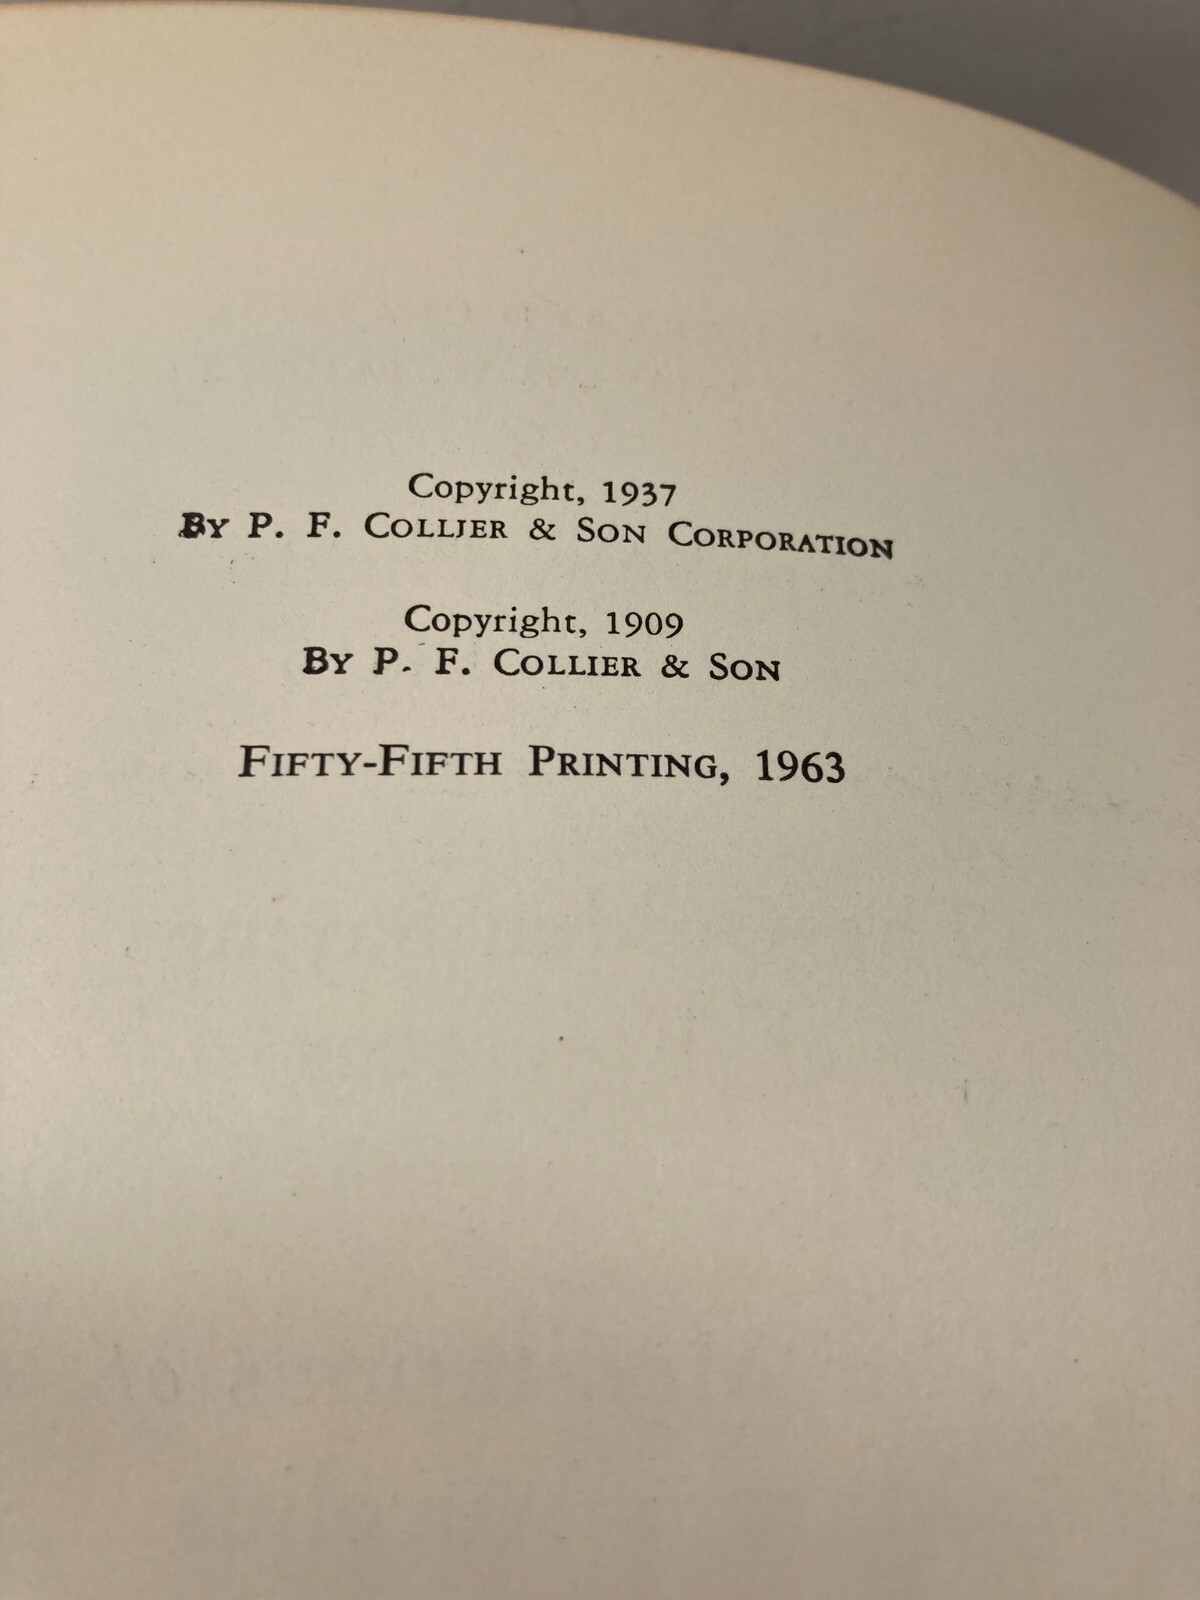 Copyright, 1937
By P. F. Collier & Son Corporation
Copyright, 1909
By P. F. Collier & Son
Fifty-Fifth Printing, 1963